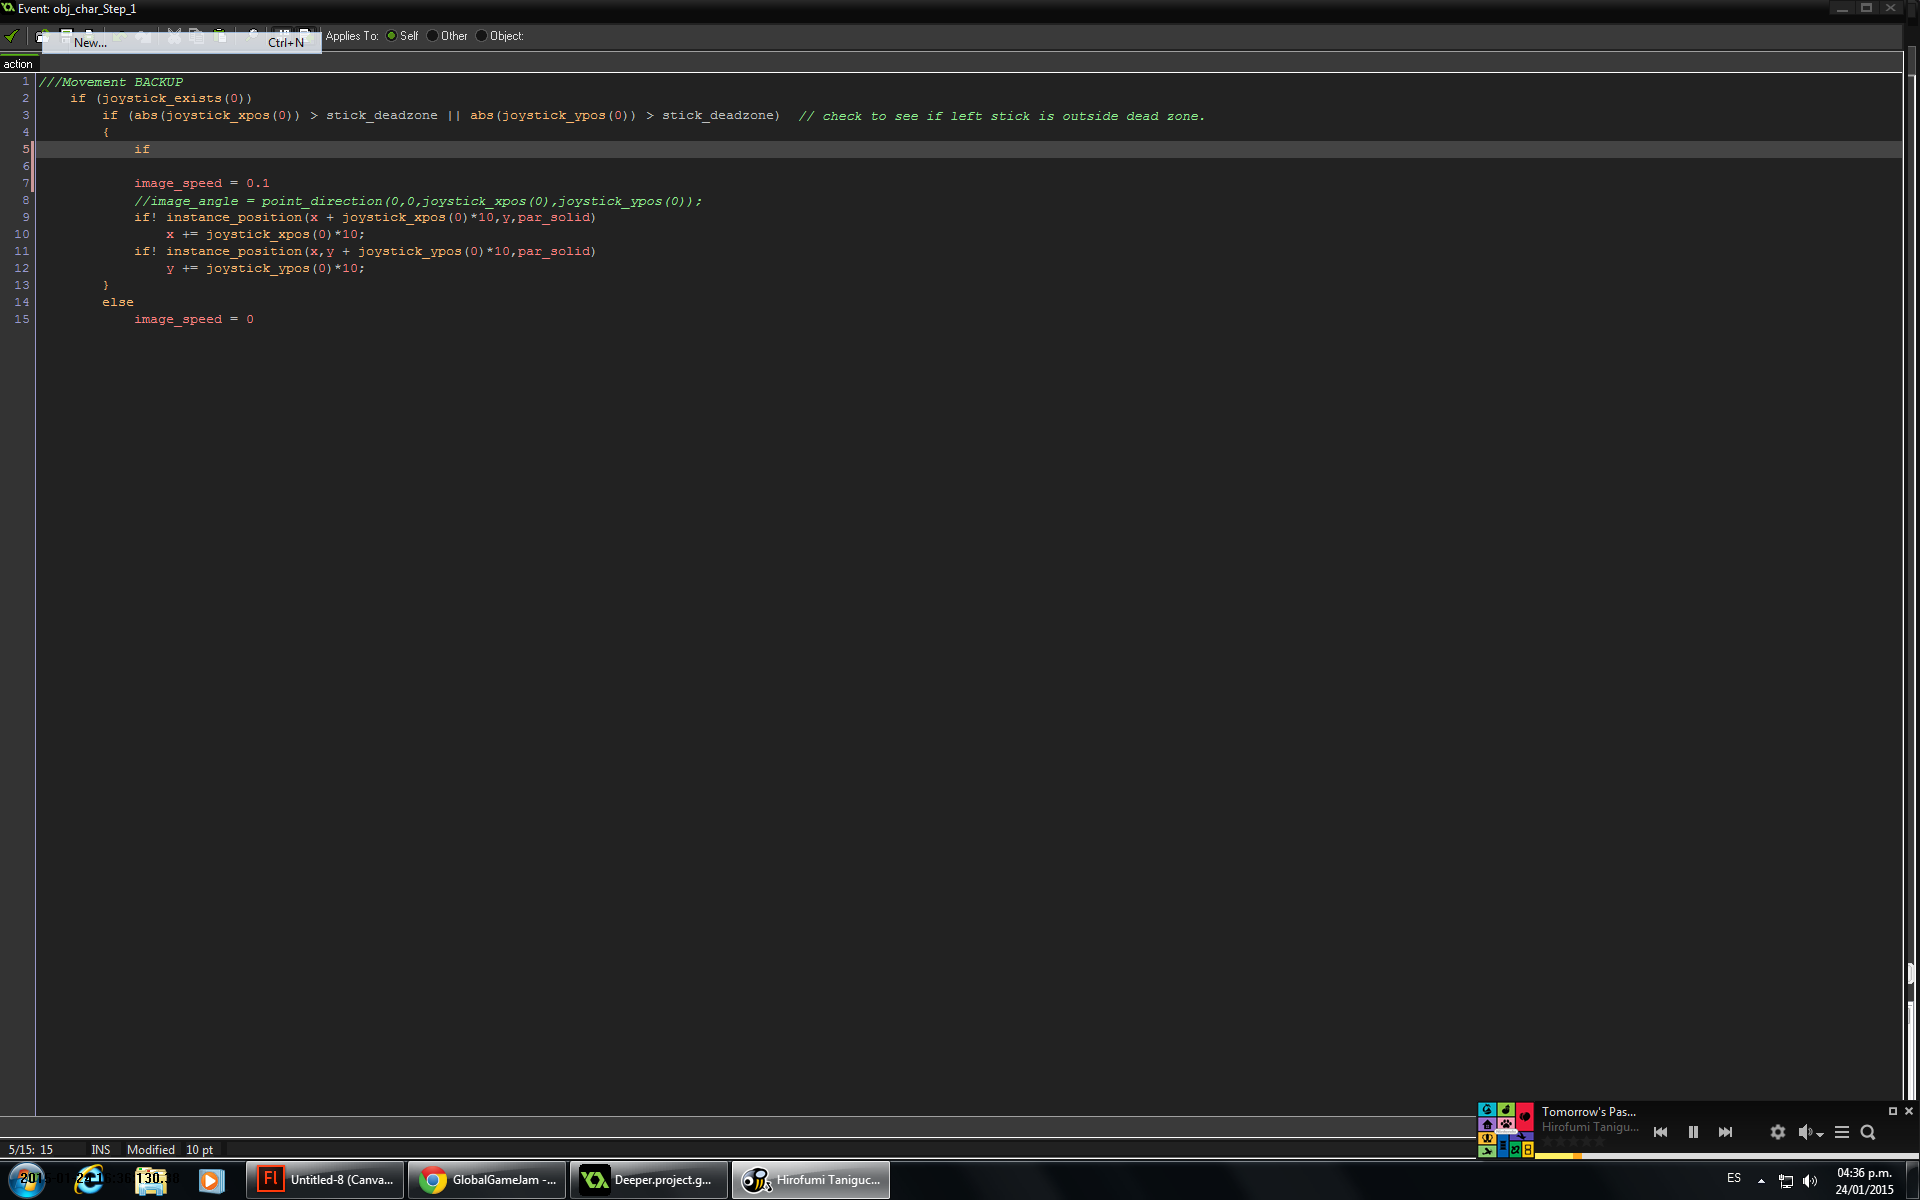 Event: obj_char_Step_1
New... Ctrl+N Applies To: Self Other Object:
action
1 ///Movement BACKUP
2 if (joystick_exists(0))
3 if (abs(joystick_xpos(0)) > stick_deadzone || abs(joystick_ypos(0)) > stick_deadzone) // check to see if left stick is outside dead zone.
4 {
5 if
6
7 image_speed = 0.1
8 //image_angle = point_direction(0,0,joystick_xpos(0),joystick_ypos(0));
9 if! instance_position(x + joystick_xpos(0)*10,y,par_solid)
10 x += joystick_xpos(0)*10;
11 if! instance_position(x,y + joystick_ypos(0)*10,par_solid)
12 y += joystick_ypos(0)*10;
13 }
14 else
15 image_speed = 0
Tomorrow's Pas...
Hirofumi Tanigu...
5/15: 15 INS Modified 10 pt
Fl Untitled-8 (Canva... GlobalGameJam -... Deeper.project.g... Hirofumi Taniguc... ES 04:36 p.m.
24/01/2015